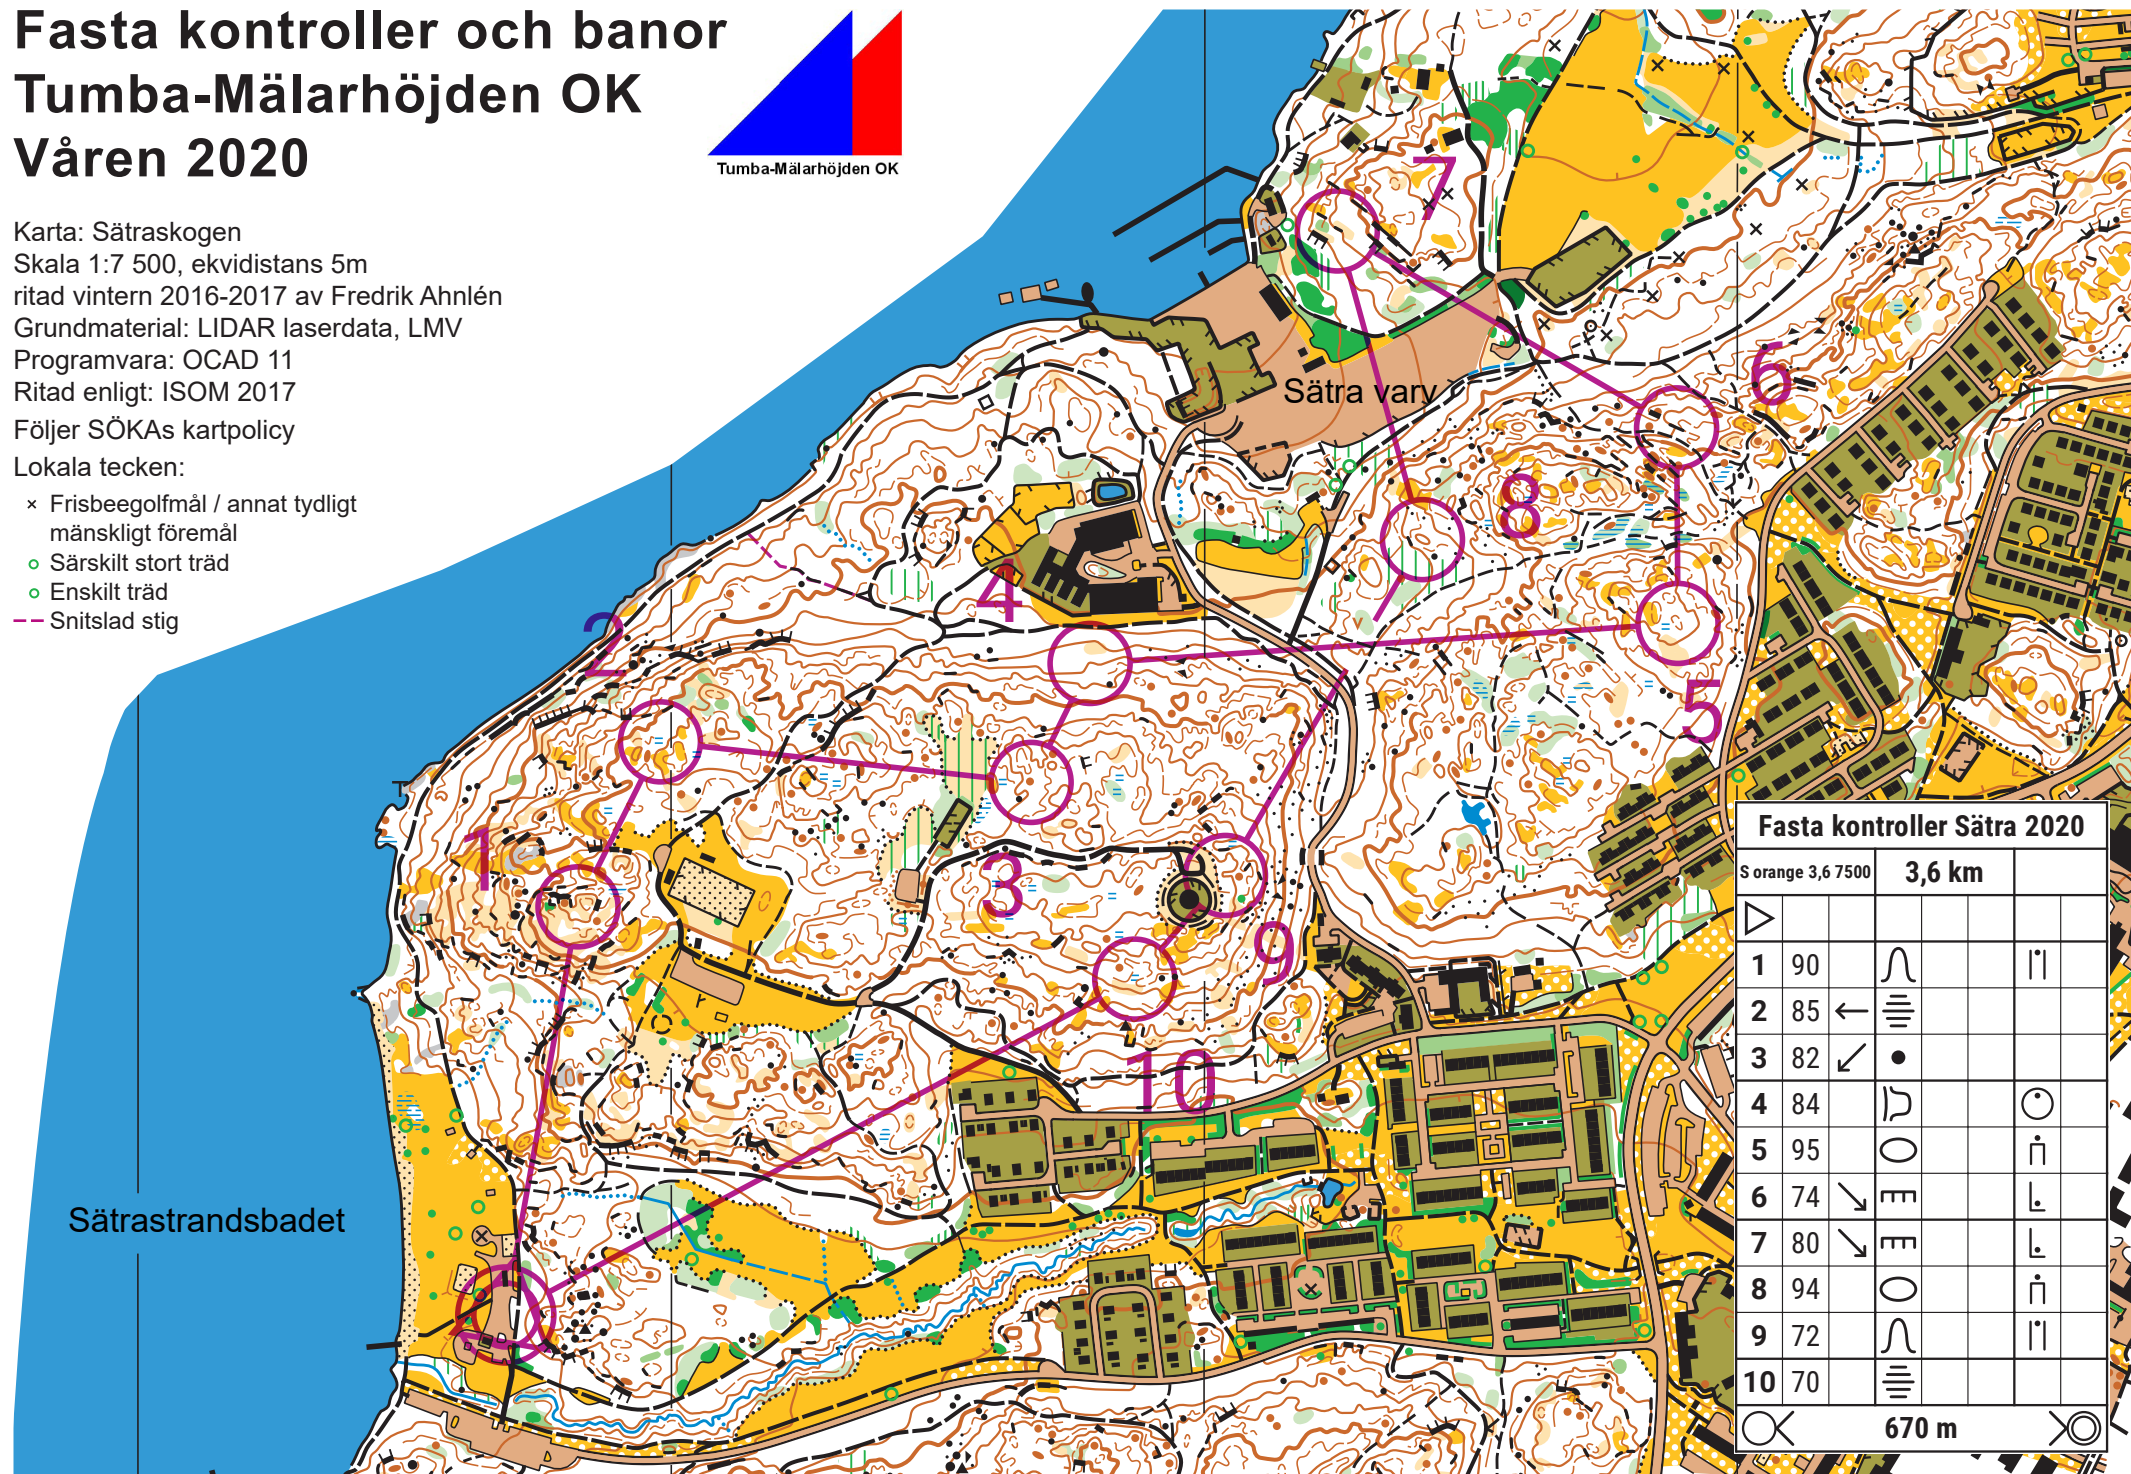 Fasta kontroller och banor
Tumba-Mälarhöjden OK
Våren 2020
Tumba-Mälarhöjden OK
Karta: Sätraskogen
Skala 1:7 500, ekvidistans 5m
ritad vintern 2016-2017 av Fredrik Ahnlén
Grundmaterial: LIDAR laserdata, LMV
Programvara: OCAD 11
Ritad enligt: ISOM 2017
Följer SÖKAs kartpolicy
Lokala tecken:
Frisbeegolfmål / annat tydligt
mänskligt föremål
Särskilt stort träd
Enskilt träd
Snitslad stig
7
6
Sätra varv
8
4
2
5
1
3
9
10
Sätrastrandsbadet
Fasta kontroller Sätra 2020
S orange 3,6 7500 3,6 km
1 90
2 85
3 82
4 84
5 95
6 74
7 80
8 94
9 72
10 70
670 m